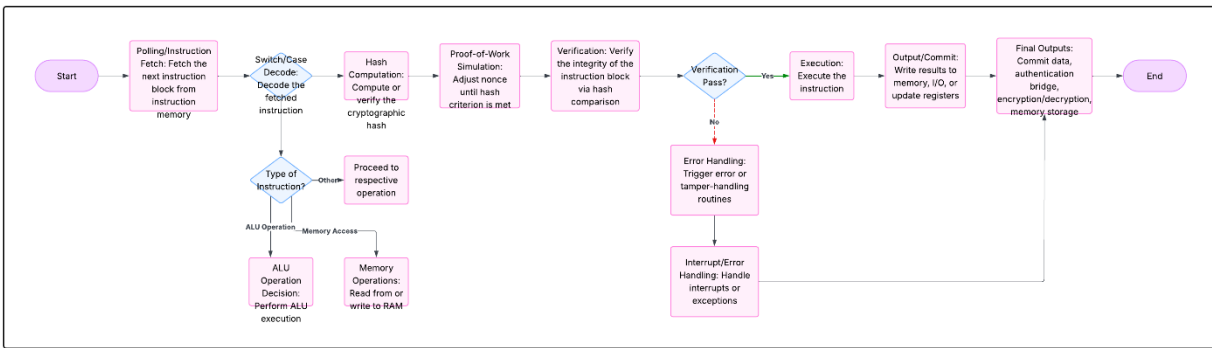 Start
Polling/Instruction
Fetch: Fetch the
next instruction
block from
instruction
memory
Switch/Case
Decode:
Decode the
fetched
instruction
Hash
Computation:
Compute or
verify the
cryptographic
hash
Proof-of-Work
Simulation:
Adjust nonce
until hash
criterion is met
Verification: Verify
the integrity of the
instruction block
via hash
comparison
Verification
Pass?
Yes
Execution:
Execute the
instruction
Output/Commit:
Write results to
memory, I/O, or
update registers
Final Outputs:
Commit data,
authentication
bridge,
encryption/decryption,
memory storage
End
No
Type of
Instruction?
Other
Proceed to
respective
operation
Error Handling:
Trigger error or
tamper-handling
routines
ALU Operation
Memory Access
ALU
Operation
Decision:
Perform ALU
execution
Memory
Operations:
Read from or
write to RAM
Interrupt/Error
Handling: Handle
interrupts or
exceptions